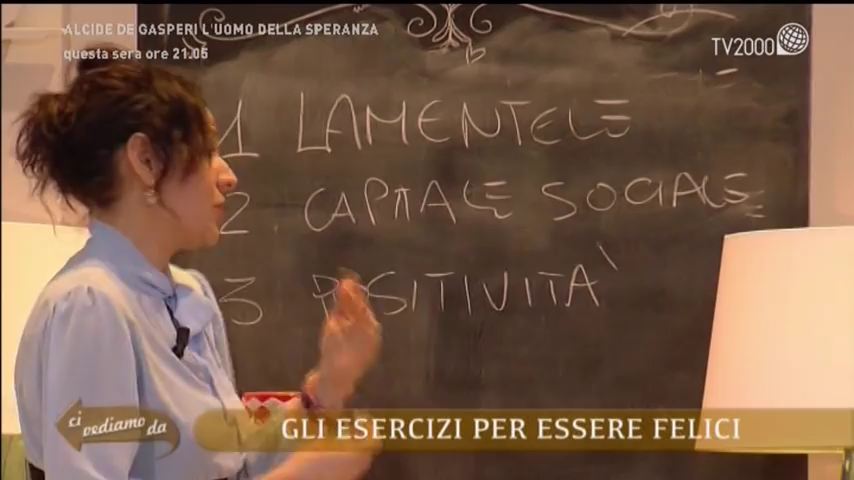 ALCIDE DE GASPERI L'UOMO DELLA SPERANZA
questa sera ore 21.05
TV2000
1 LAMENTELE
2 CAPITALE SOCIALE
3 POSITIVITÀ
ci vediamo da
GLI ESERCIZI PER ESSERE FELICI